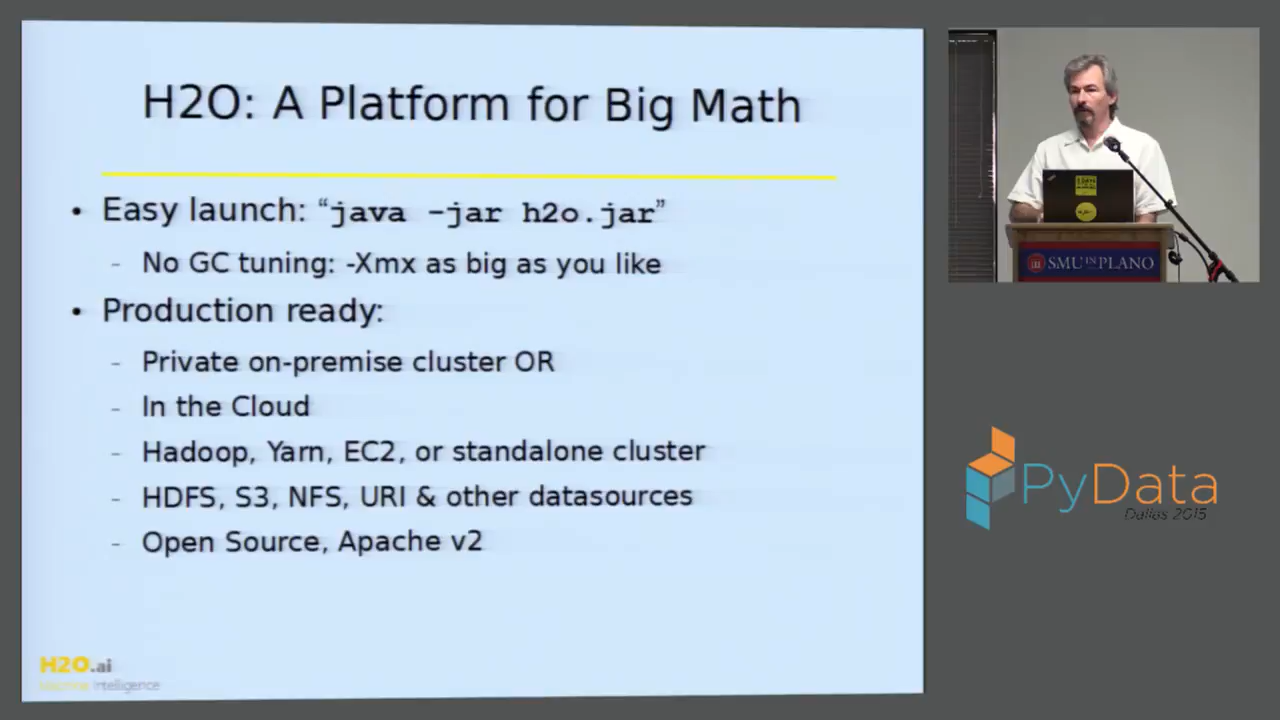 H2O: A Platform for Big Math
• Easy launch: “java -jar h2o.jar”
- No GC tuning: -Xmx as big as you like
• Production ready:
- Private on-premise cluster OR
- In the Cloud
- Hadoop, Yarn, EC2, or standalone cluster
- HDFS, S3, NFS, URI & other datasources
- Open Source, Apache v2
H2O.ai
intelligence
SMU IN PLANO
PyData
Dallas 2015